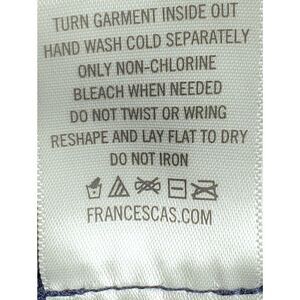 TURN GARMENT INSIDE OUT
HAND WASH COLD SEPARATELY
ONLY NON-CHLORINE
BLEACH WHEN NEEDED
DO NOT TWIST OR WRING
RESHAPE AND LAY FLAT TO DRY
DO NOT IRON
FRANCESCAS.COM